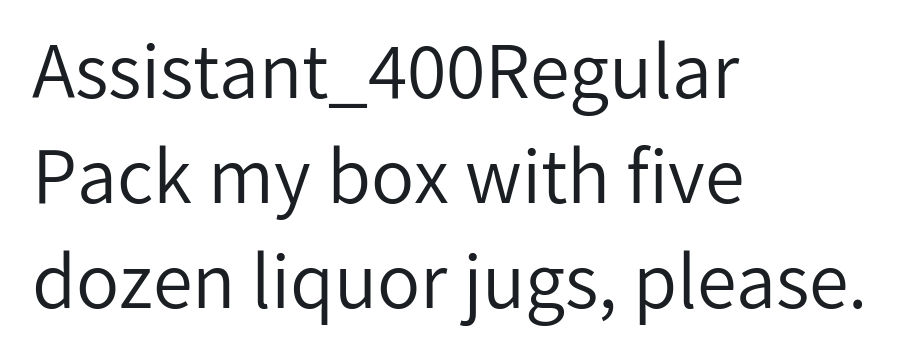 Assistant_400Regular
Pack my box with five
dozen liquor jugs, please.